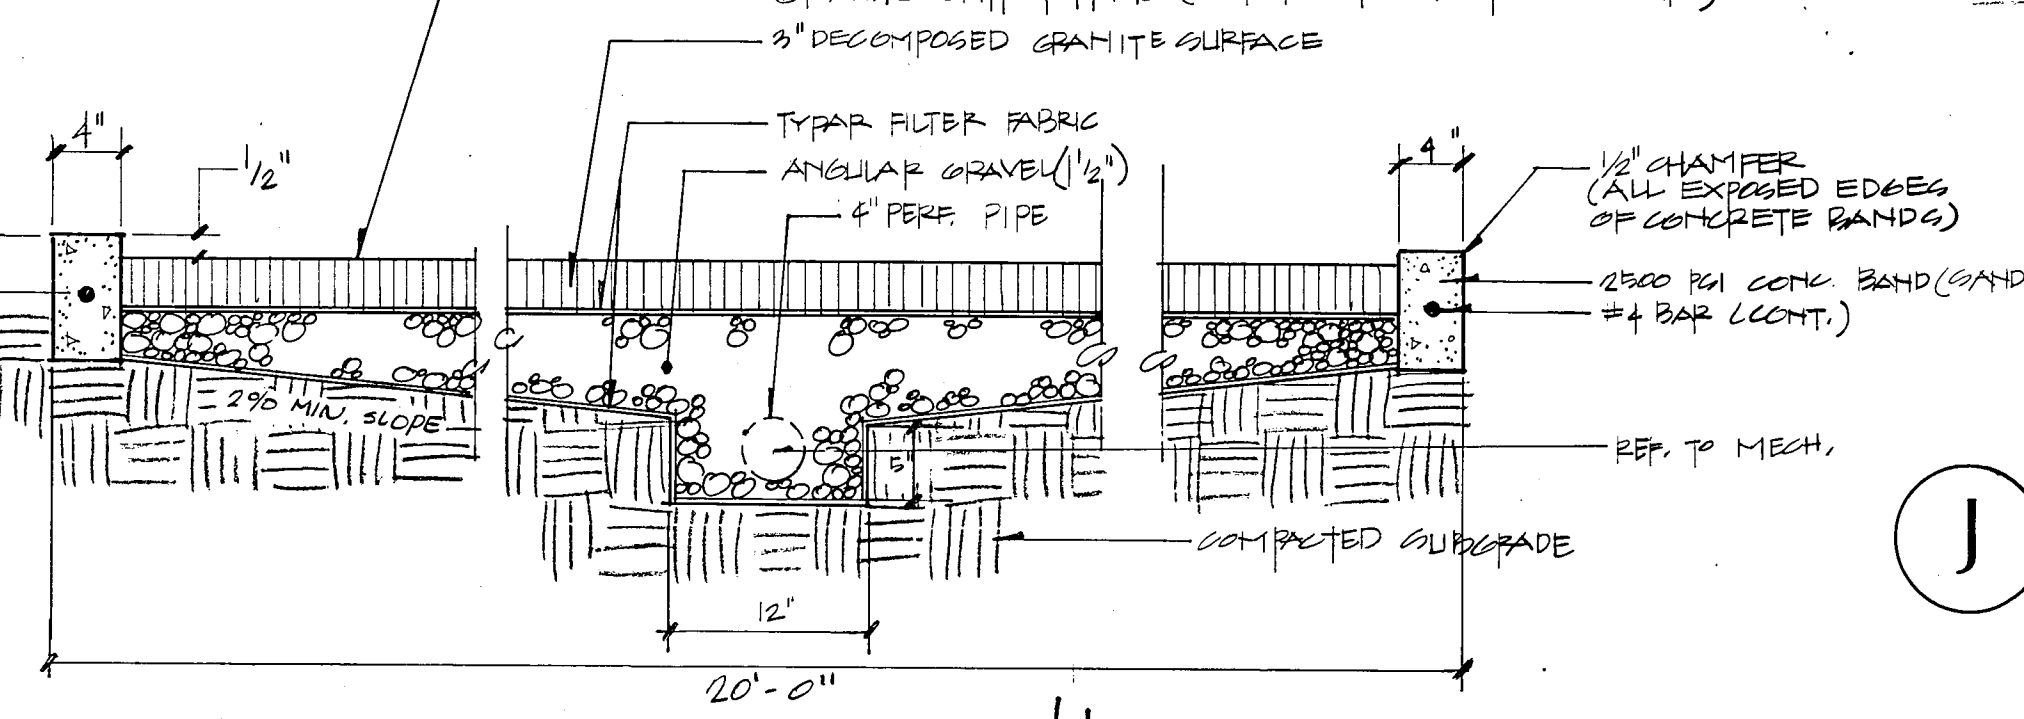 3" DECOMPOSED GRANITE SURFACE
TYPAR FILTER FABRIC
ANGULAR GRAVEL (1 1/2")
4" PERF. PIPE
4"
1/2"
4"
1/2" CHAMFER
(ALL EXPOSED EDGES
OF CONCRETE BANDS)
2500 PSI CONC. BAND (SAND
#4 BAR (CONT.)
2% MIN. SLOPE
5"
REF. TO MECH.
COMPACTED SUBGRADE
J
12"
20'-0"